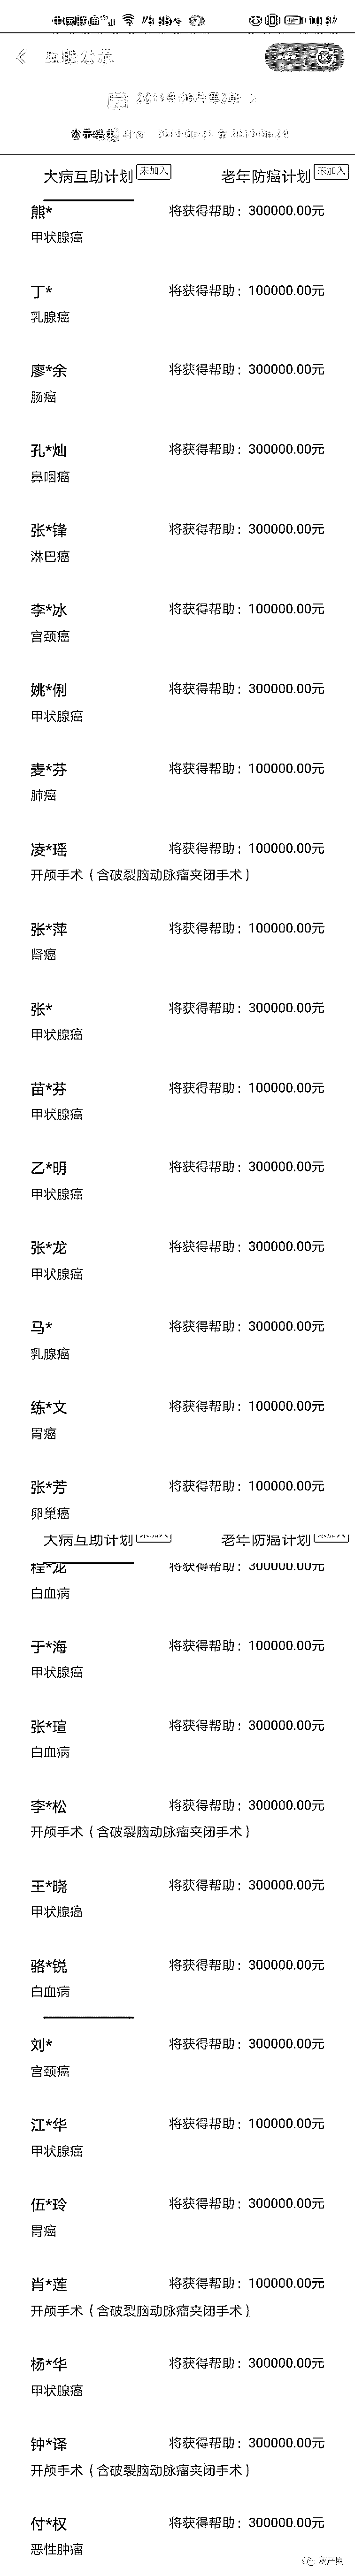 互助公示
大病互助计划 未加入 老年防癌计划 未加入
熊* 将获得帮助：300000.00元
甲状腺癌
丁* 将获得帮助：100000.00元
乳腺癌
廖*余 将获得帮助：300000.00元
肠癌
孔*灿 将获得帮助：300000.00元
鼻咽癌
张*锋 将获得帮助：300000.00元
淋巴癌
李*冰 将获得帮助：100000.00元
宫颈癌
姚*俐 将获得帮助：300000.00元
甲状腺癌
麦*芬 将获得帮助：100000.00元
肺癌
凌*瑶 将获得帮助：100000.00元
开颅手术（含破裂脑动脉瘤夹闭手术）
张*萍 将获得帮助：100000.00元
肾癌
张* 将获得帮助：300000.00元
甲状腺癌
苗*芬 将获得帮助：100000.00元
甲状腺癌
乙*明 将获得帮助：300000.00元
甲状腺癌
张*龙 将获得帮助：300000.00元
甲状腺癌
马* 将获得帮助：300000.00元
乳腺癌
练*文 将获得帮助：100000.00元
胃癌
张*芳 将获得帮助：100000.00元
卵巢癌
大病互助计划 未加入 老年防癌计划 未加入
程*龙 将获得帮助：300000.00元
白血病
于*海 将获得帮助：100000.00元
甲状腺癌
张*瑄 将获得帮助：300000.00元
白血病
李*松 将获得帮助：300000.00元
开颅手术（含破裂脑动脉瘤夹闭手术）
王*晓 将获得帮助：300000.00元
甲状腺癌
骆*锐 将获得帮助：300000.00元
白血病
刘* 将获得帮助：300000.00元
宫颈癌
江*华 将获得帮助：100000.00元
甲状腺癌
伍*玲 将获得帮助：300000.00元
胃癌
肖*莲 将获得帮助：100000.00元
开颅手术（含破裂脑动脉瘤夹闭手术）
杨*华 将获得帮助：300000.00元
甲状腺癌
钟*译 将获得帮助：300000.00元
开颅手术（含破裂脑动脉瘤夹闭手术）
付*权 将获得帮助：300000.00元
恶性肿瘤
灰产圈